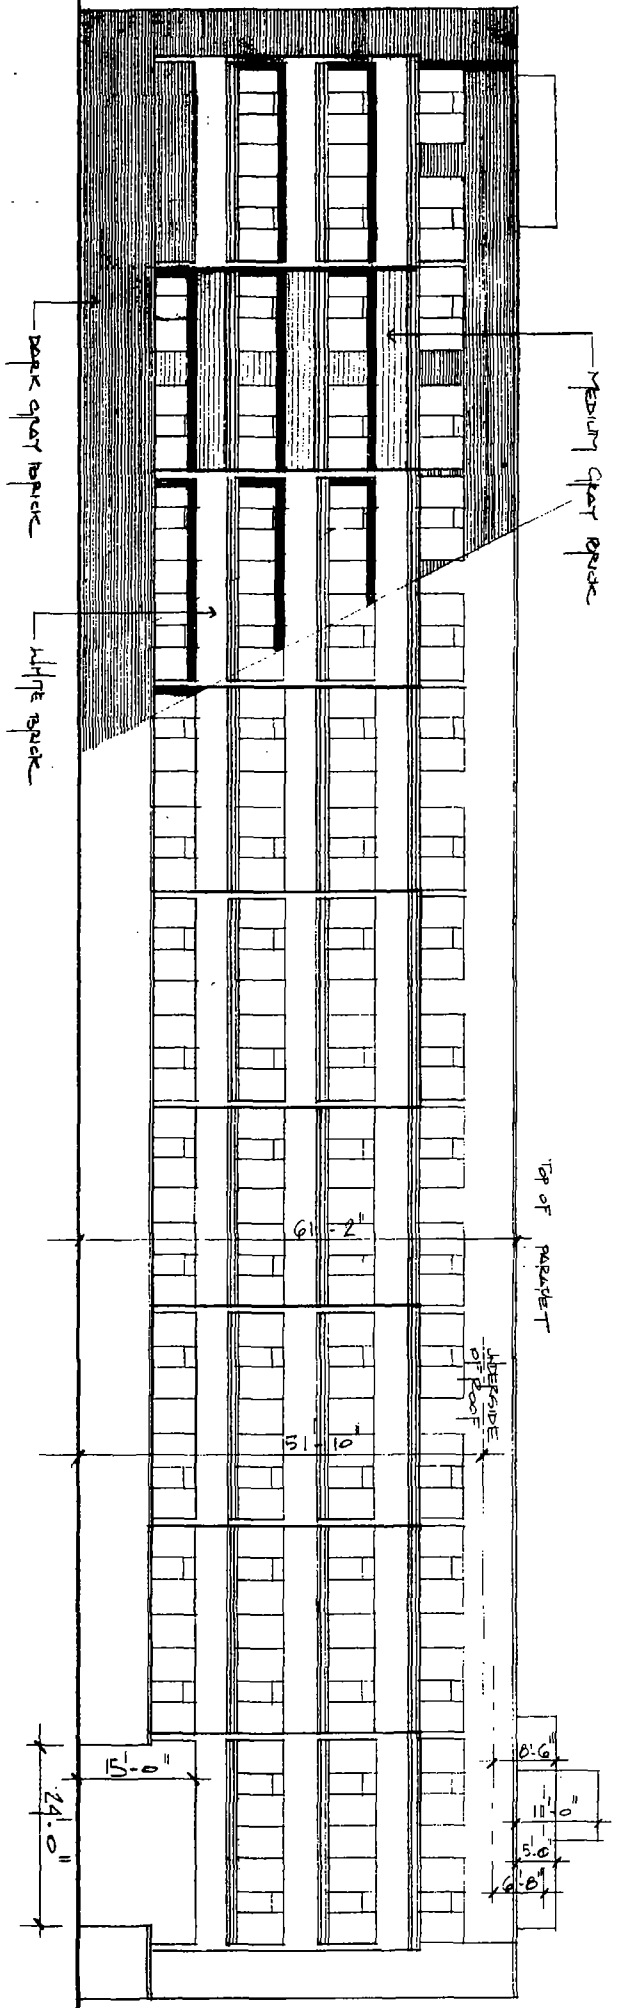 MEDIUM GRAY BRICK
DARK GRAY BRICK
WHITE BRICK
TOP OF PARAPET
UNDERSIDE
OF ROOF
61'-2"
51'-10"
15'-0"
24'-0"
8'-6"
11'-0"
5'-0"
6'-8"